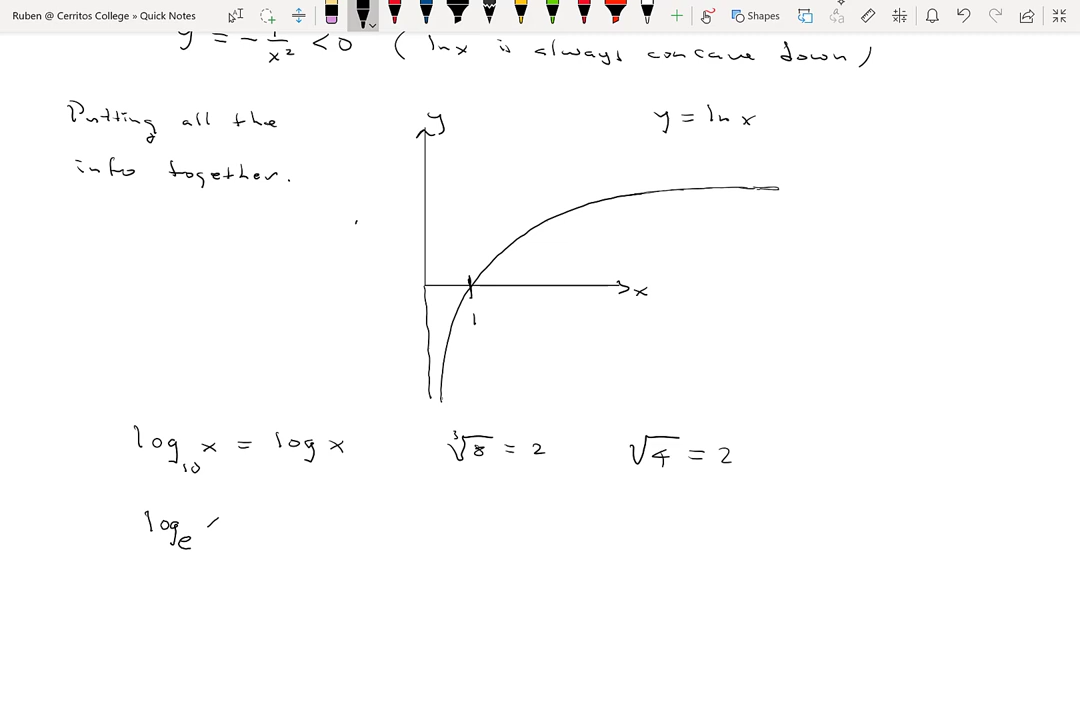 Ruben @ Cerritos College » Quick Notes
Shapes
y = - 1/x² < 0 ( ln x is always concave down )
Putting all the
info together.
y
y = ln x
x
1
log₁₀ x = log x
∛8 = 2
√4 = 2
logₑ